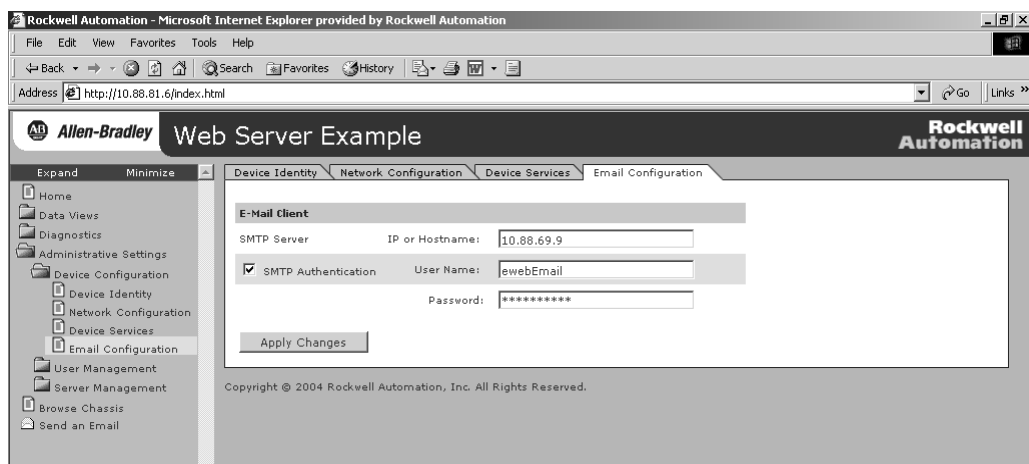 Rockwell Automation - Microsoft Internet Explorer provided by Rockwell Automation
File Edit View Favorites Tools Help
Back Search Favorites History
Address http://10.88.81.6/index.html Go Links »
AB Allen-Bradley Web Server Example Rockwell Automation
Expand Minimize
Home
Data Views
Diagnostics
Administrative Settings
Device Configuration
Device Identity
Network Configuration
Device Services
Email Configuration
User Management
Server Management
Browse Chassis
Send an Email
Device Identity Network Configuration Device Services Email Configuration
E-Mail Client
SMTP Server IP or Hostname: 10.88.69.9
SMTP Authentication User Name: ewebEmail
Password: **********
Apply Changes
Copyright © 2004 Rockwell Automation, Inc. All Rights Reserved.